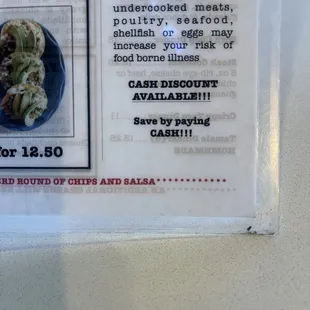 undercooked meats,
poultry, seafood,
shellfish or eggs may
increase your risk of
food borne illness
CASH DISCOUNT
AVAILABLE!!!
Save by paying
CASH!!!
for 12.50
RD ROUND OF CHIPS AND SALSA************